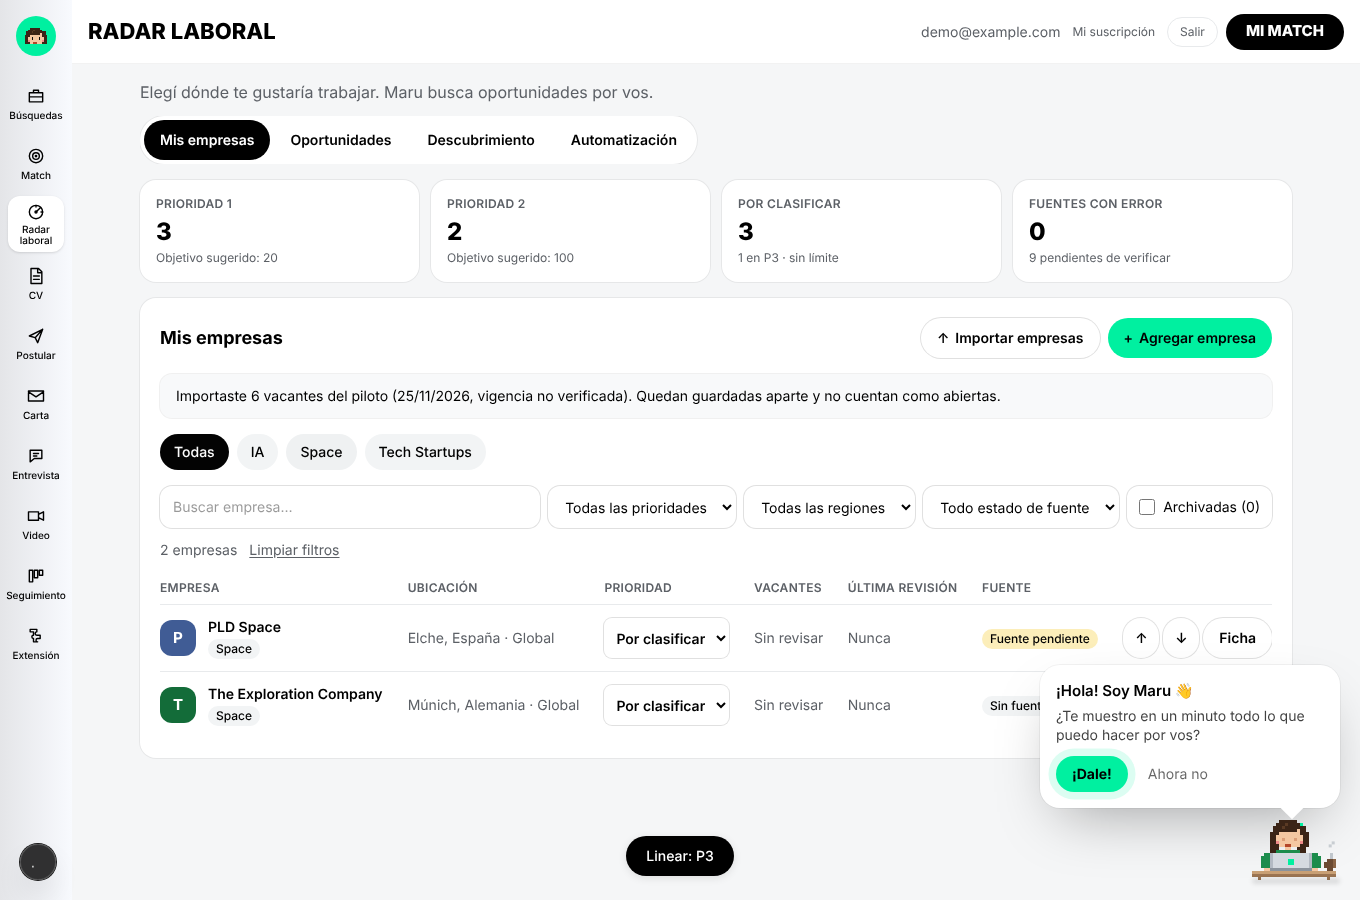 RADAR LABORAL
demo@example.com Mi suscripción Salir MI MATCH
Búsquedas
Match
Radar
laboral
CV
Postular
Carta
Entrevista
Video
Seguimiento
Extensión
Elegí dónde te gustaría trabajar. Maru busca oportunidades por vos.
Mis empresas Oportunidades Descubrimiento Automatización
PRIORIDAD 1
3
Objetivo sugerido: 20
PRIORIDAD 2
2
Objetivo sugerido: 100
POR CLASIFICAR
3
1 en P3 · sin límite
FUENTES CON ERROR
0
9 pendientes de verificar
Mis empresas
↑ Importar empresas
+ Agregar empresa
Importaste 6 vacantes del piloto (25/11/2026, vigencia no verificada). Quedan guardadas aparte y no cuentan como abiertas.
Todas IA Space Tech Startups
Buscar empresa... Todas las prioridades Todas las regiones Todo estado de fuente Archivadas (0)
2 empresas Limpiar filtros
EMPRESA UBICACIÓN PRIORIDAD VACANTES ÚLTIMA REVISIÓN FUENTE
P PLD Space
Space
Elche, España · Global Por clasificar Sin revisar Nunca Fuente pendiente ↑ ↓ Ficha
T The Exploration Company
Space
Múnich, Alemania · Global Por clasificar Sin revisar Nunca Sin fuent
¡Hola! Soy Maru 👋
¿Te muestro en un minuto todo lo que
puedo hacer por vos?
¡Dale! Ahora no
Linear: P3